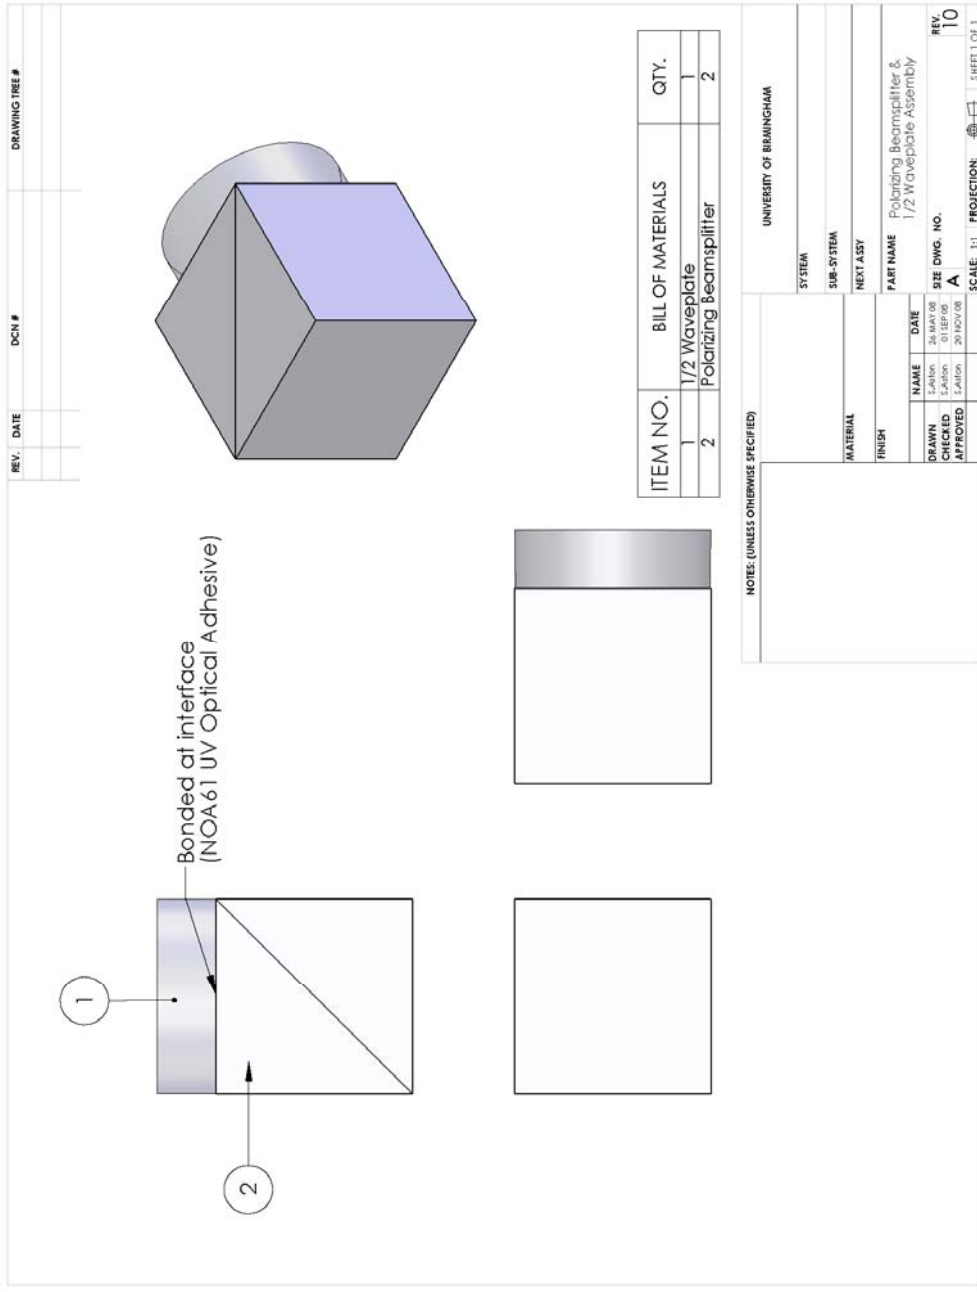 REV. DATE DCN # DRAWING TREE #
1
2
Bonded at interface
(NOA61 UV Optical Adhesive)
ITEM NO. BILL OF MATERIALS QTY.
1 1/2 Waveplate 1
2 Polarizing Beamsplitter 2
NOTES: (UNLESS OTHERWISE SPECIFIED)
UNIVERSITY OF BIRMINGHAM
SYSTEM
SUB-SYSTEM
MATERIAL
NEXT ASSY
FINISH
PART NAME Polarizing Beamsplitter &
1/2 Waveplate Assembly
NAME DATE
DRAWN S.Aston 26 MAY 08
CHECKED S.Aston 01 SEP 08
APPROVED S.Aston 20 NOV 08
SIZE DWG. NO. REV.
A 10
SCALE: 1:1 PROJECTION: SHEET 1 OF 1